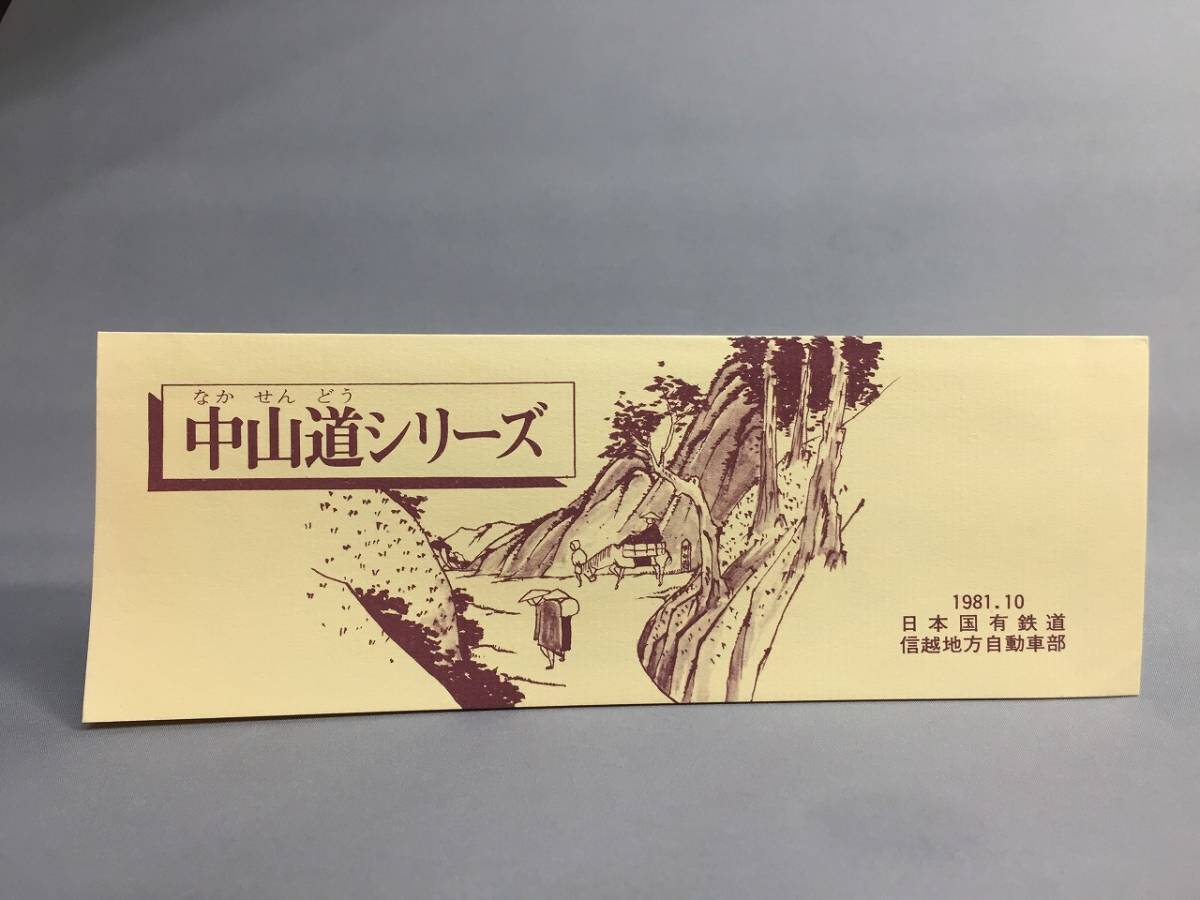 なか せん どう
中山道シリーズ
1981.10
日本国有鉄道
信越地方自動車部